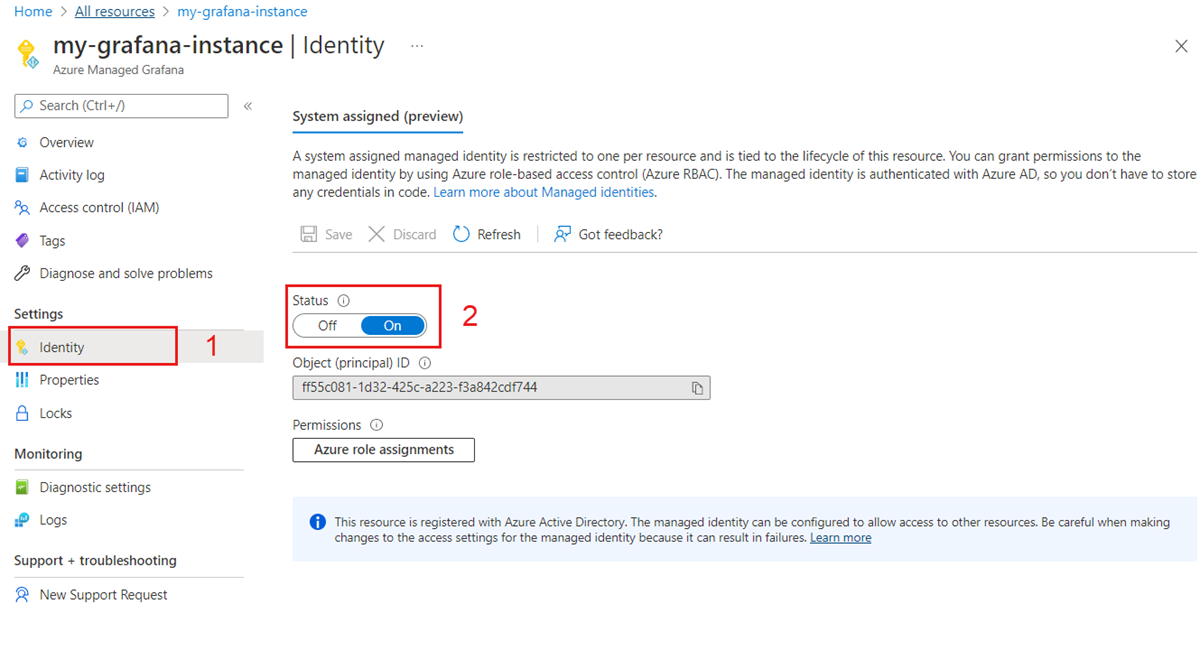 Home > All resources > my-grafana-instance
my-grafana-instance | Identity ...
Azure Managed Grafana
Search (Ctrl+/)
«
Overview
Activity log
Access control (IAM)
Tags
Diagnose and solve problems
Settings
Identity
1
Properties
Locks
Monitoring
Diagnostic settings
Logs
Support + troubleshooting
New Support Request
System assigned (preview)
A system assigned managed identity is restricted to one per resource and is tied to the lifecycle of this resource. You can grant permissions to the
managed identity by using Azure role-based access control (Azure RBAC). The managed identity is authenticated with Azure AD, so you don't have to store
any credentials in code. Learn more about Managed identities.
Save Discard Refresh | Got feedback?
Status
Off On
2
Object (principal) ID
ff55c081-1d32-425c-a223-f3a842cdf744
Permissions
Azure role assignments
This resource is registered with Azure Active Directory. The managed identity can be configured to allow access to other resources. Be careful when making
changes to the access settings for the managed identity because it can result in failures. Learn more